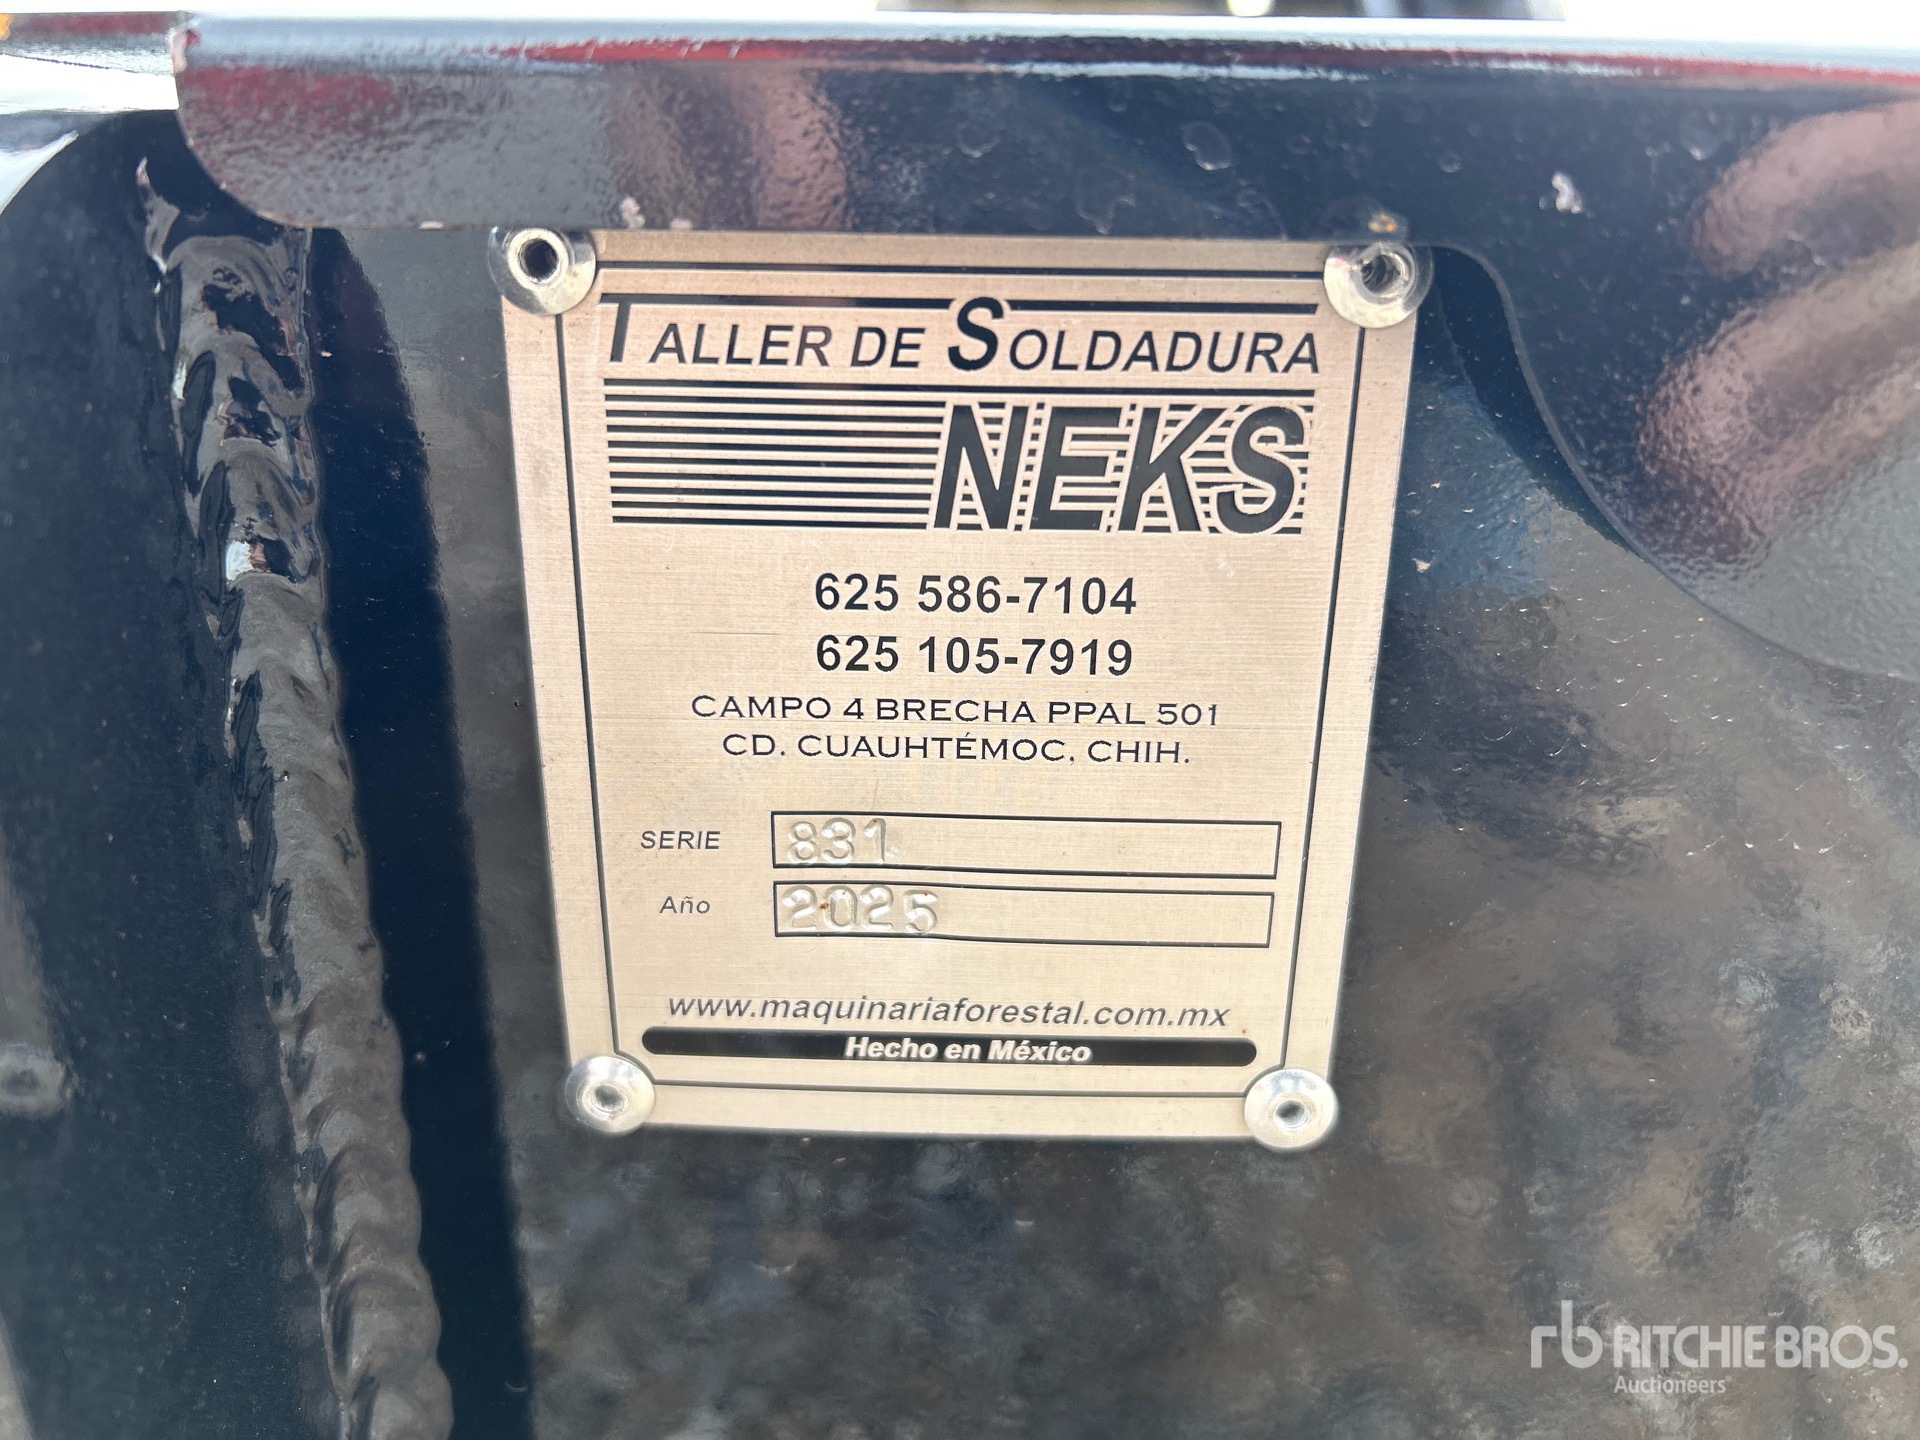 TALLER DE SOLDADURA
NEKS
625 586-7104
625 105-7919
CAMPO 4 BRECHA PPAL 501
CD. CUAUHTÉMOC, CHIH.
SERIE 831
Año 2025
www.maquinariaforestal.com.mx
Hecho en México
rb RITCHIE BROS.
Auctioneers